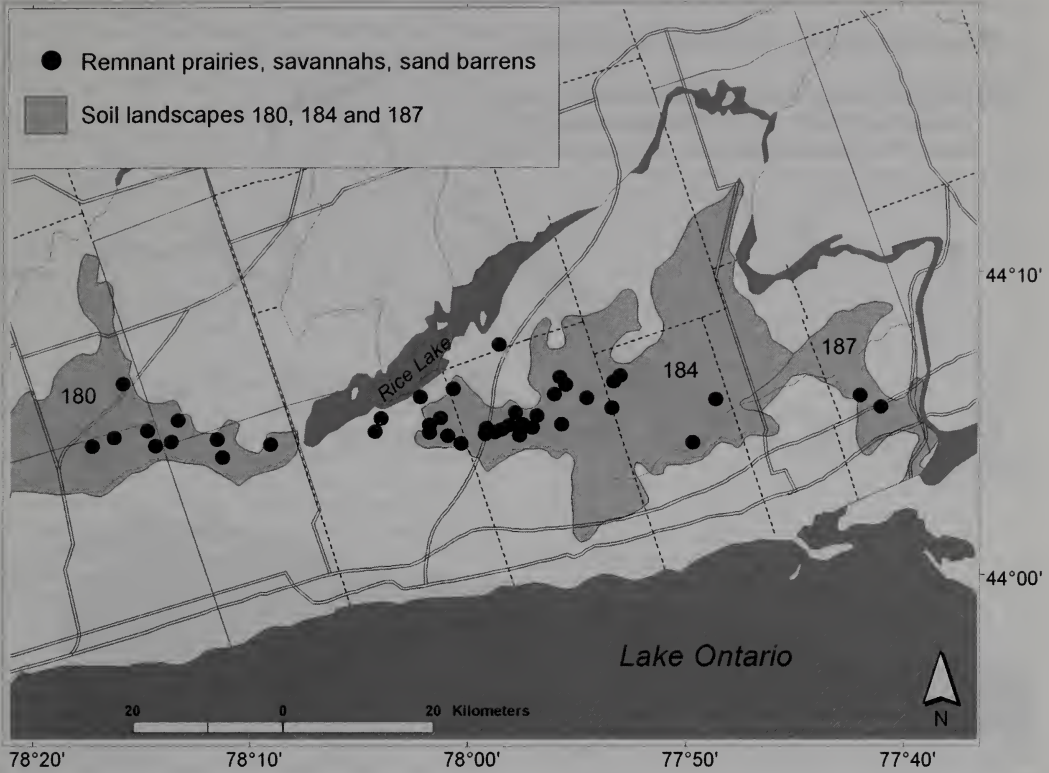 Remnant prairies, savannahs, sand barrens
Soil landscapes 180, 184 and 187
44°10'
Rice Lake
187
184
180
44°00'
Lake Ontario
20 0 20 Kilometers
N
78°20' 78°10' 78°00' 77°50' 77°40'